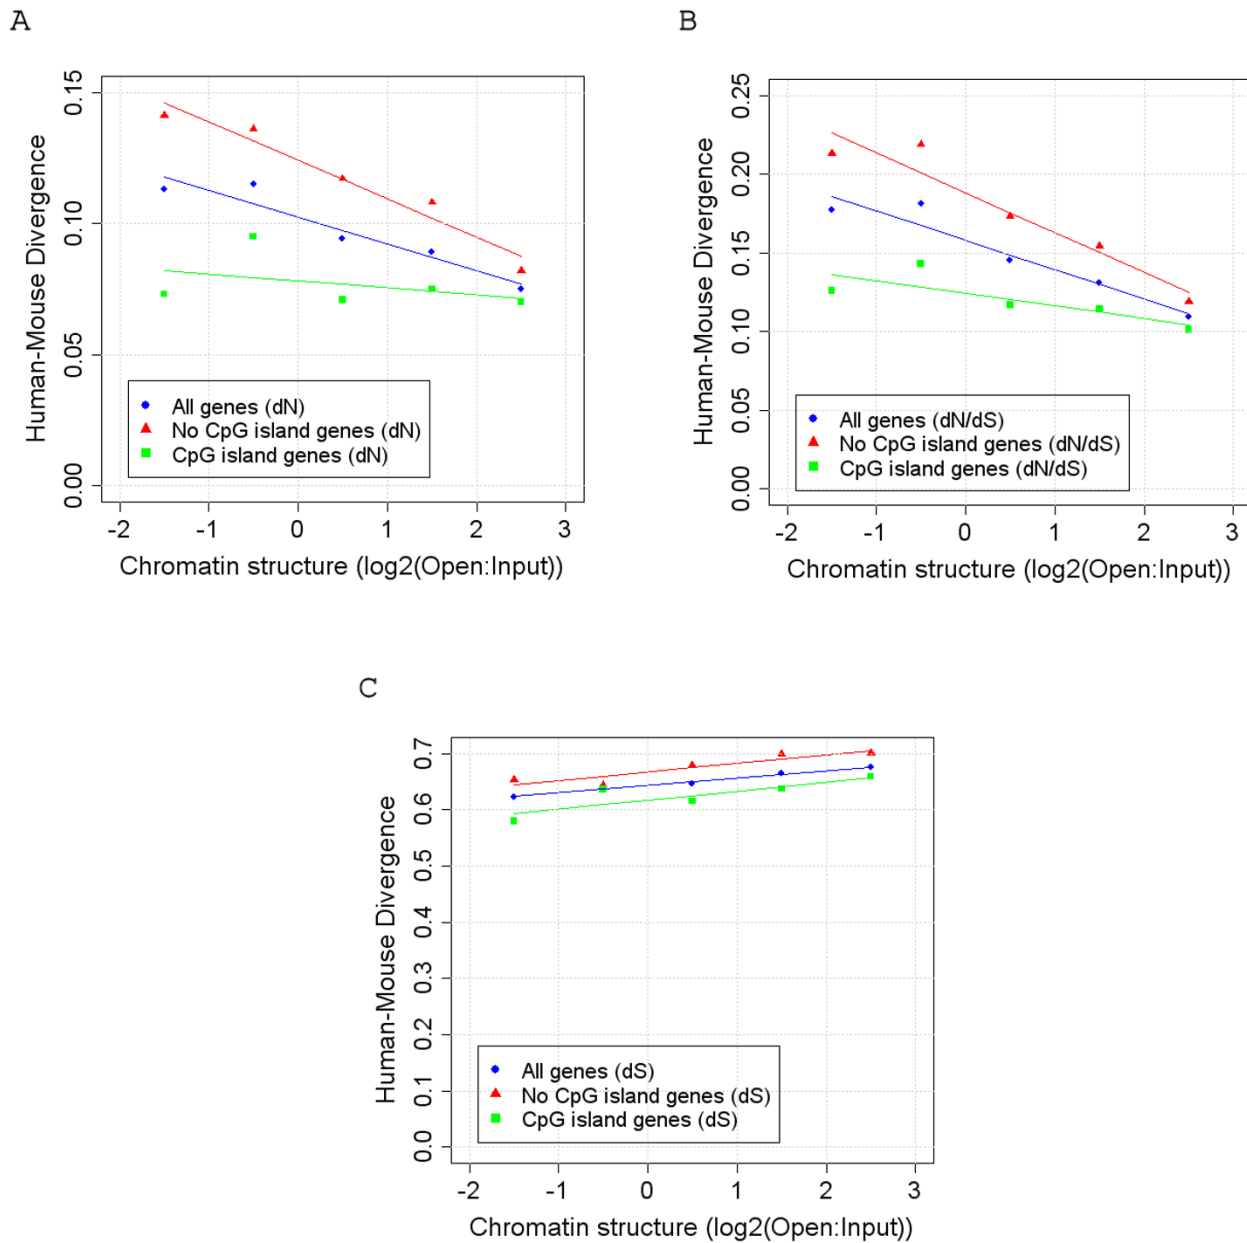 A
Human-Mouse Divergence
0.15
0.10
0.05
0.00
All genes (dN)
No CpG island genes (dN)
CpG island genes (dN)
-2 -1 0 1 2 3
Chromatin structure (log2(Open:Input))
B
Human-Mouse Divergence
0.25
0.20
0.15
0.10
0.05
0.00
All genes (dN/dS)
No CpG island genes (dN/dS)
CpG island genes (dN/dS)
-2 -1 0 1 2 3
Chromatin structure (log2(Open:Input))
C
Human-Mouse Divergence
0.7
0.6
0.5
0.4
0.3
0.2
0.1
0.0
All genes (dS)
No CpG island genes (dS)
CpG island genes (dS)
-2 -1 0 1 2 3
Chromatin structure (log2(Open:Input))